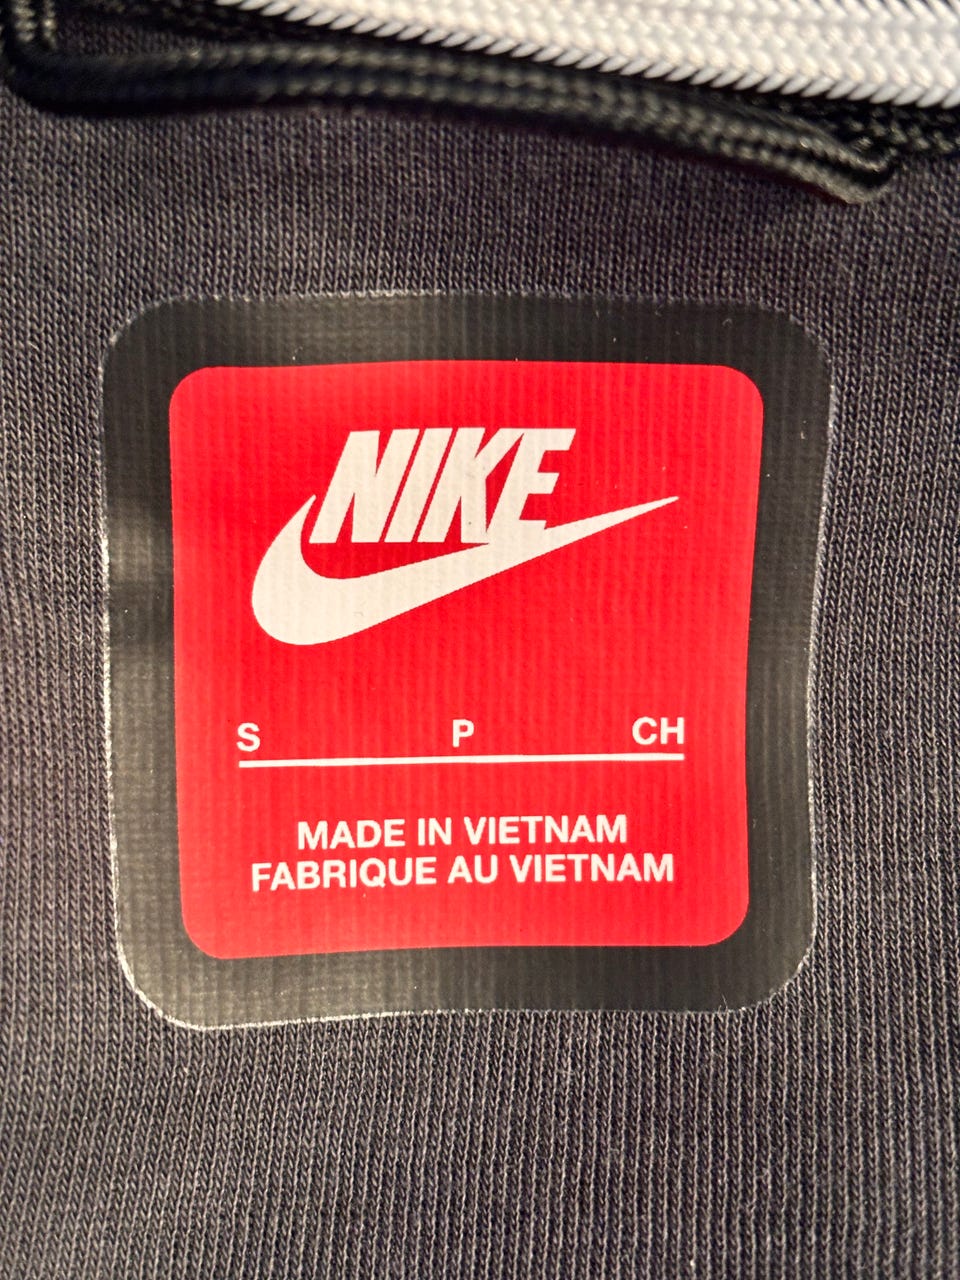 NIKE
S P CH
MADE IN VIETNAM
FABRIQUE AU VIETNAM